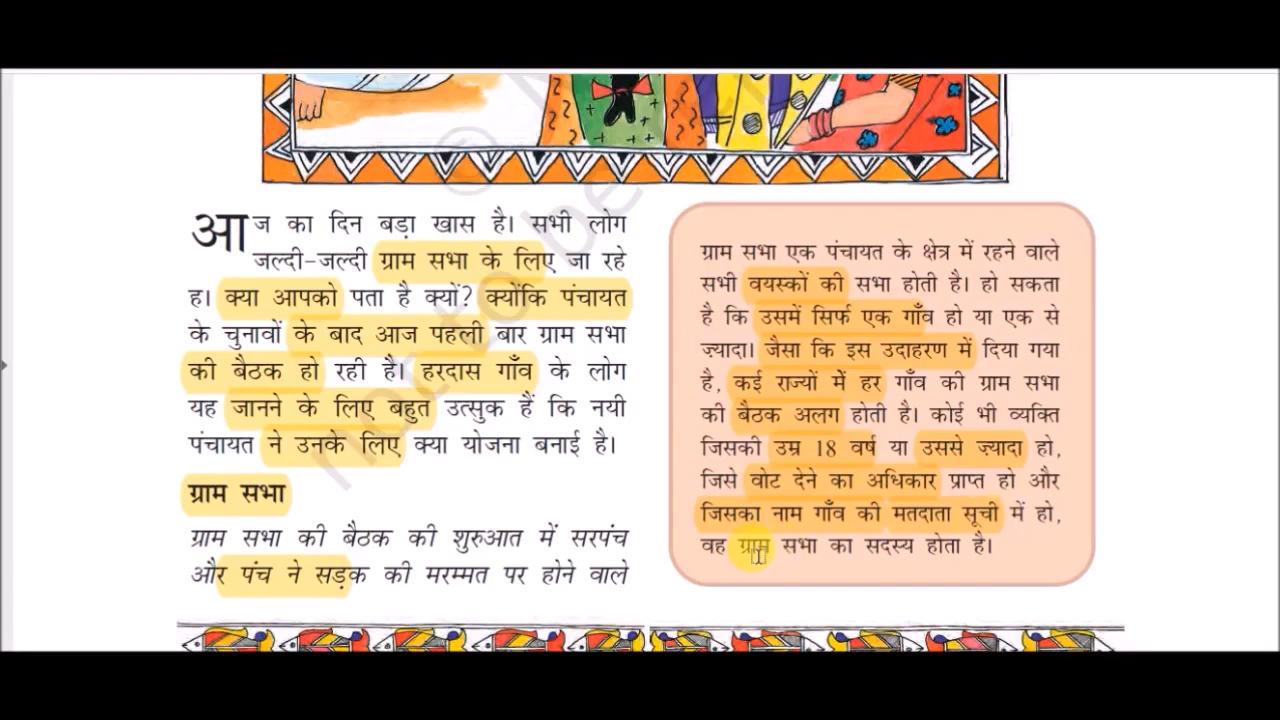 आज का दिन बड़ा खास है। सभी लोग
जल्दी-जल्दी ग्राम सभा के लिए जा रहे
ह। क्या आपको पता है क्यों? क्योंकि पंचायत
के चुनावों के बाद आज पहली बार ग्राम सभा
की बैठक हो रही है। हरदास गाँव के लोग
यह जानने के लिए बहुत उत्सुक हैं कि नयी
पंचायत ने उनके लिए क्या योजना बनाई है।
ग्राम सभा
ग्राम सभा की बैठक की शुरुआत में सरपंच
और पंच ने सड़क की मरम्मत पर होने वाले
ग्राम सभा एक पंचायत के क्षेत्र में रहने वाले
सभी वयस्कों की सभा होती है। हो सकता
है कि उसमें सिर्फ एक गाँव हो या एक से
ज़्यादा। जैसा कि इस उदाहरण में दिया गया
है, कई राज्यों में हर गाँव की ग्राम सभा
की बैठक अलग होती है। कोई भी व्यक्ति
जिसकी उम्र 18 वर्ष या उससे ज़्यादा हो,
जिसे वोट देने का अधिकार प्राप्त हो और
जिसका नाम गाँव की मतदाता सूची में हो,
वह ग्राम सभा का सदस्य होता है।
not to be